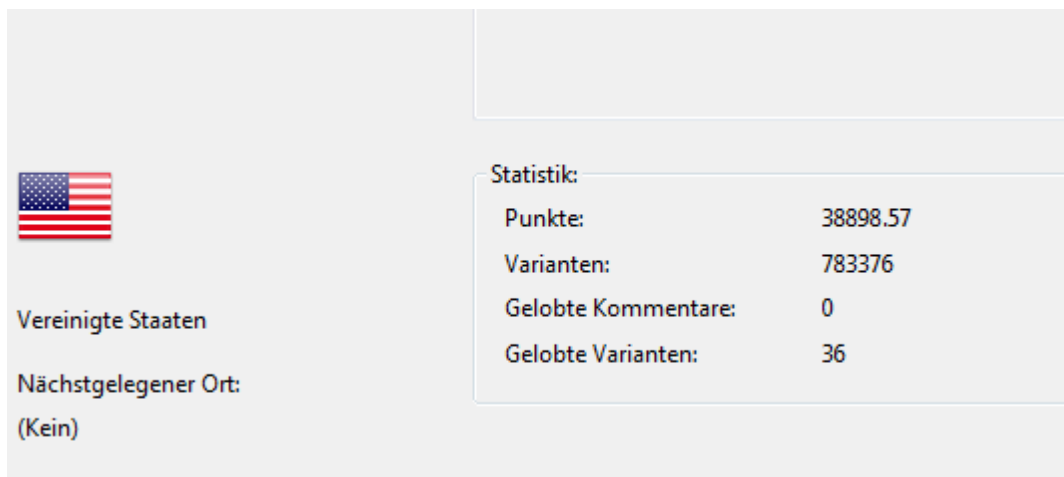 Statistik:
Punkte: 38898.57
Varianten: 783376
Gelobte Kommentare: 0
Gelobte Varianten: 36
Vereinigte Staaten
Nächstgelegener Ort:
(Kein)